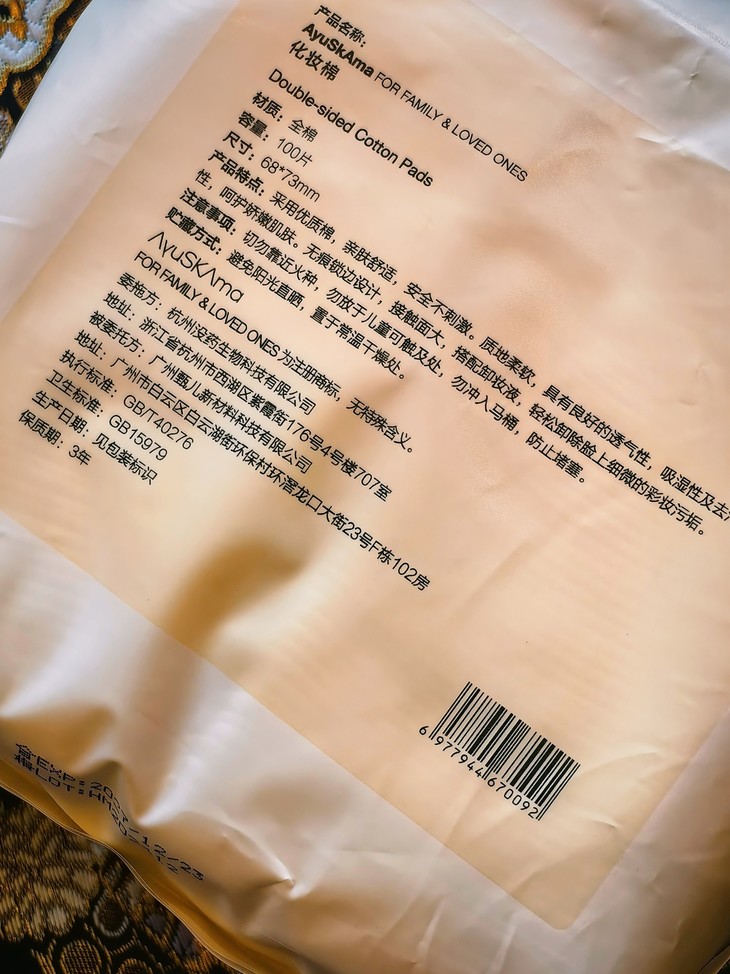 产品名称：
AyuSkAma FOR FAMILY & LOVED ONES
化妆棉
Double-sided Cotton Pads
材质：全棉
容量：100片
尺寸：68*73mm
产品特点：采用优质棉，亲肤舒适，安全不刺激。质地柔软，具有良好的透气性，吸湿性及去
性，呵护娇嫩肌肤。无痕锁边设计，接触面大，搭配卸妆液，轻松卸除脸上细微的彩妆污垢。
注意事项：切勿靠近火种，勿放于儿童可触及处，勿冲入马桶，防止堵塞。
贮藏方式：避免阳光直晒，置于常温干燥处。
AyuSKAma
FOR FAMILY & LOVED ONES 为注册商标，无特殊含义。
委拖方：杭州没药生物科技有限公司
地址：浙江省杭州市西湖区紫霞街176号4号楼707室
被委托方：广州甄儿新材料科技有限公司
地址：广州市白云区白云湖街环保村环滘龙口大街23号F栋102房
执行标准：GB/T40276
卫生标准：GB15979
生产日期：见包装标识
保质期：3年
6 977944 670092
EXP:
/12/23
LOT: